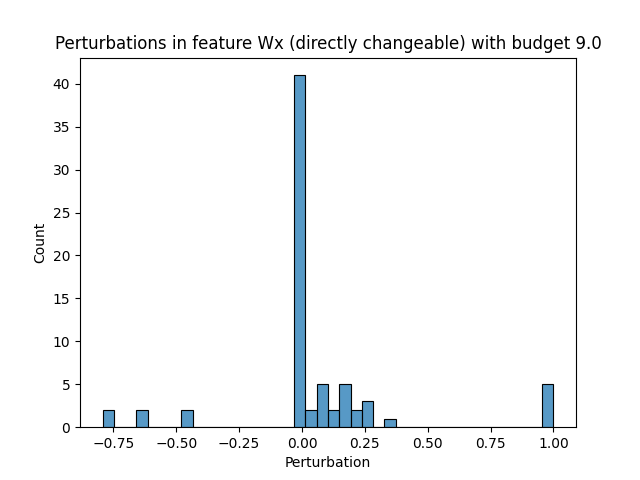 Perturbations in feature Wx (directly changeable) with budget 9.0
40
35
30
25
20
15
10
5
0
Count
−0.75 −0.50 −0.25 0.00 0.25 0.50 0.75 1.00
Perturbation